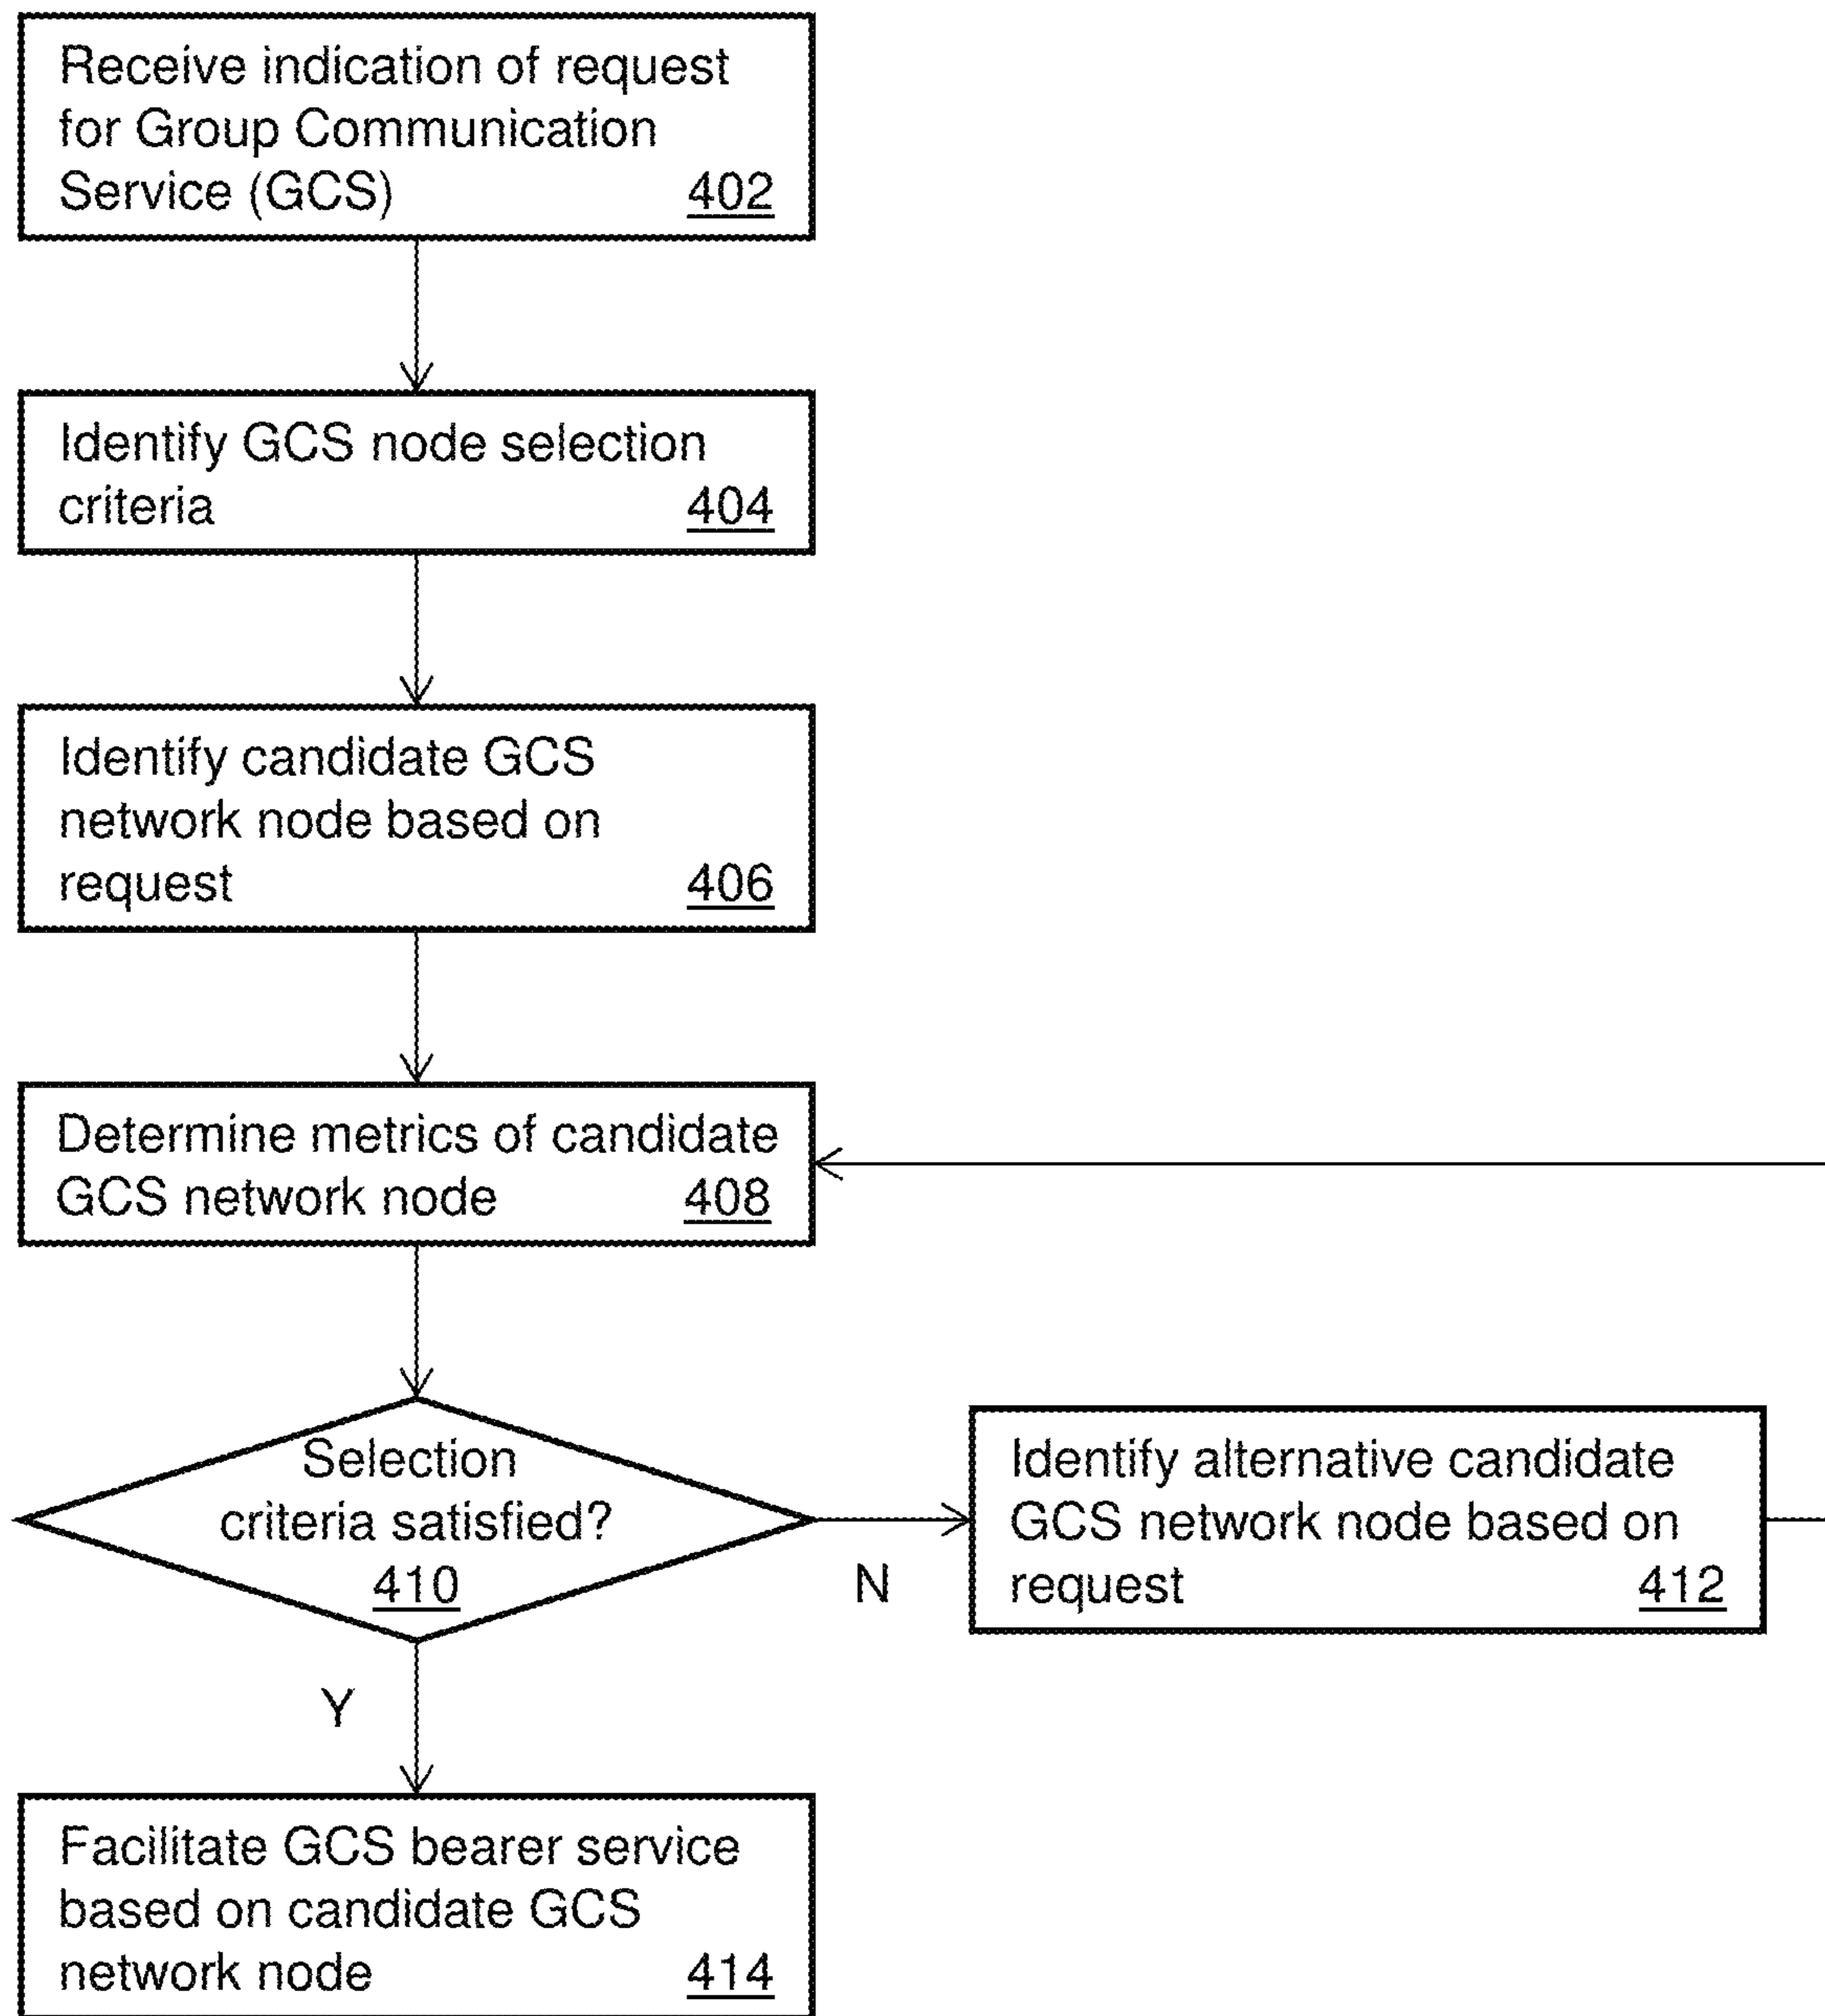 Receive indication of request
for Group Communication
Service (GCS) 402
Identify GCS node selection
criteria 404
Identify candidate GCS
network node based on
request 406
Determine metrics of candidate
GCS network node 408
Selection
criteria satisfied?
410
N
Identify alternative candidate
GCS network node based on
request 412
Y
Facilitate GCS bearer service
based on candidate GCS
network node 414